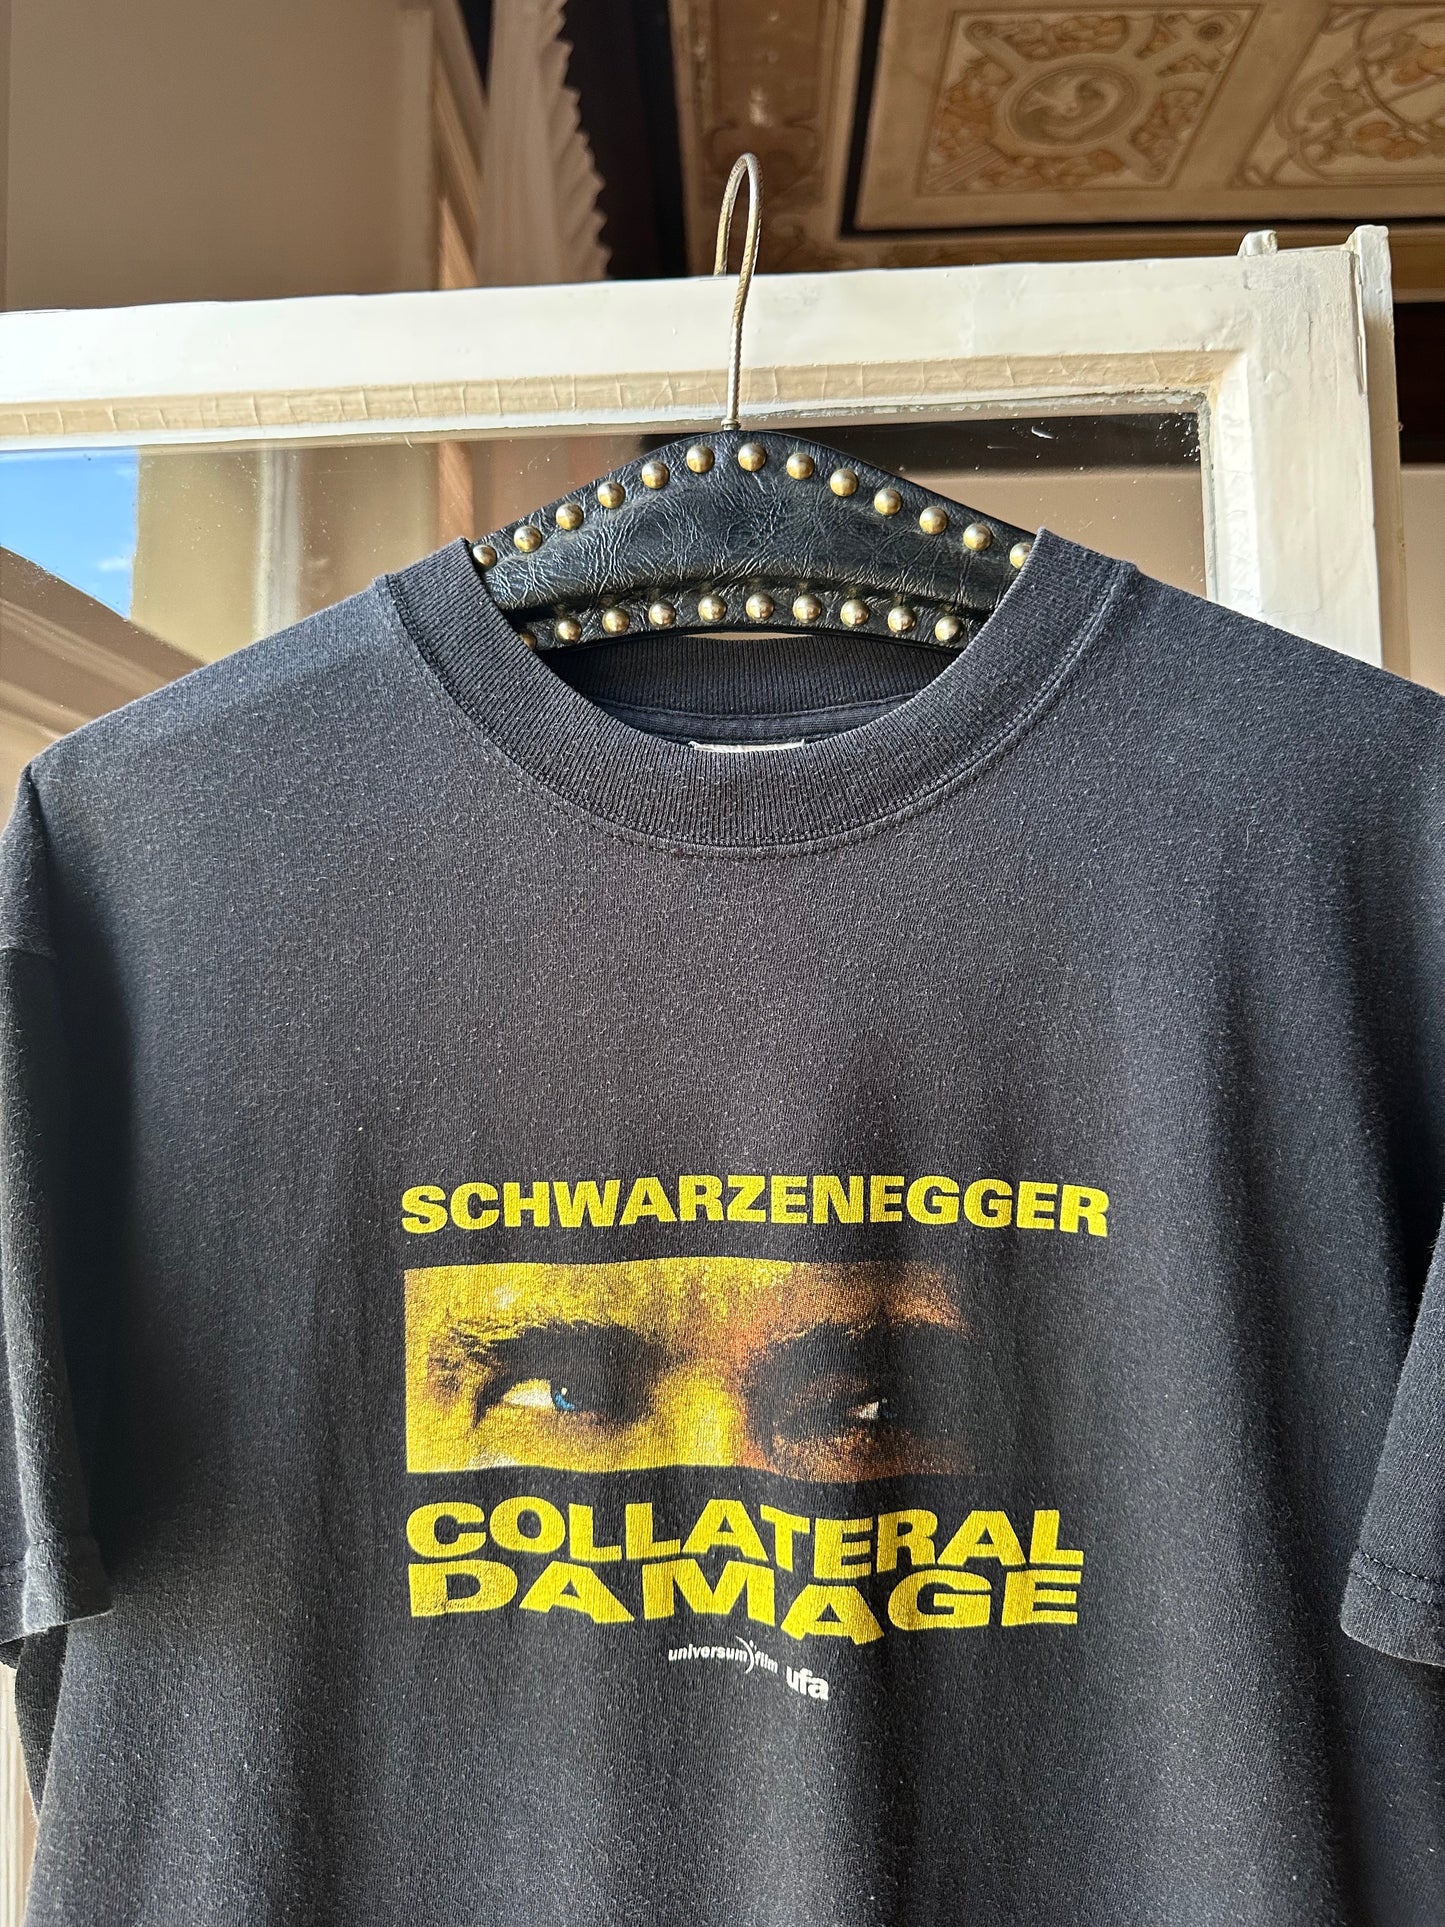 SCHWARZENEGGER
COLLATERAL
DAMAGE
universum film ufa